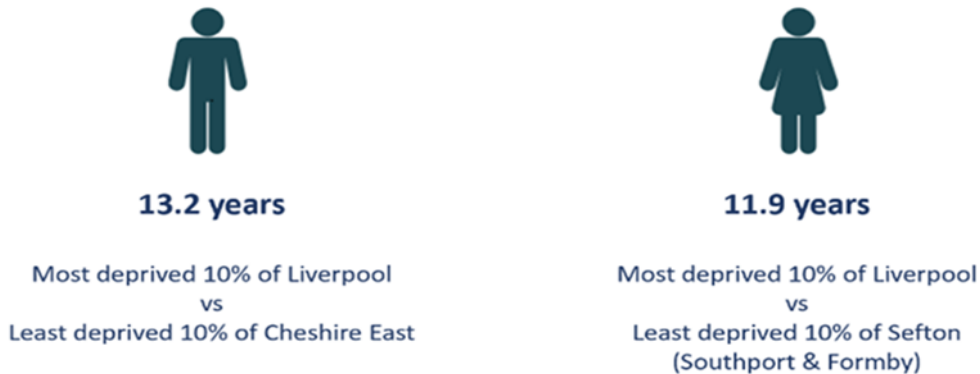 13.2 years
Most deprived 10% of Liverpool
vs
Least deprived 10% of Cheshire East
11.9 years
Most deprived 10% of Liverpool
vs
Least deprived 10% of Sefton
(Southport & Formby)